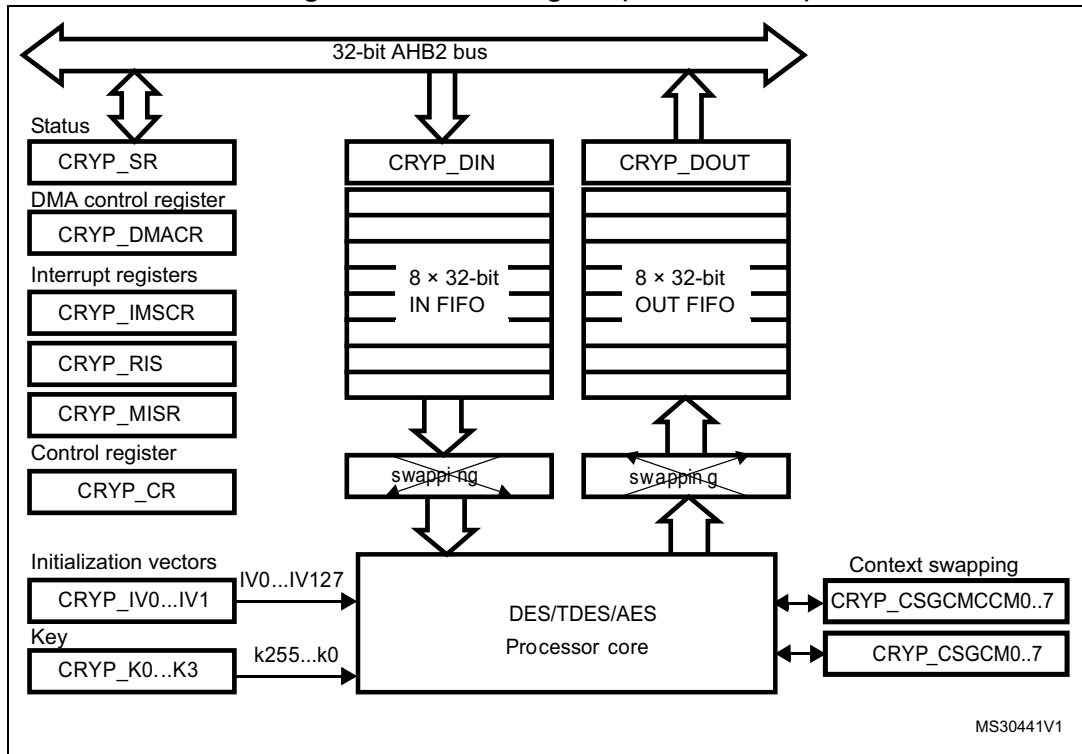 32-bit AHB2 bus
Status
CRYP_SR
DMA control register
CRYP_DMACR
Interrupt registers
CRYP_IMSCR
CRYP_RIS
CRYP_MISR
Control register
CRYP_CR
CRYP_DIN
8 × 32-bit
IN FIFO
swapping
CRYP_DOUT
8 × 32-bit
OUT FIFO
swapping
Initialization vectors
CRYP_IV0...IV1
IV0...IV127
Key
CRYP_K0...K3
k255...k0
DES/TDES/AES
Processor core
Context swapping
CRYP_CSGCMCCM0..7
CRYP_CSGCM0..7
MS30441V1